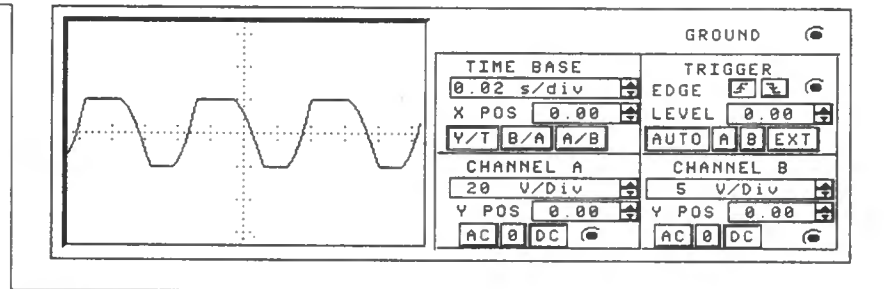 GROUND
TIME BASE
0.02 s/div
X POS 0.00
Y/T B/A A/B
TRIGGER
EDGE
LEVEL 0.00
AUTO A B EXT
CHANNEL A
20 V/Div
Y POS 0.00
AC 0 DC
CHANNEL B
5 V/Div
Y POS 0.00
AC 0 DC